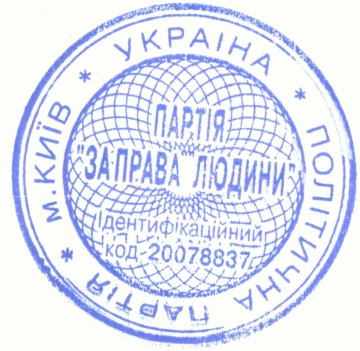 * м.КИЇВ * УКРАЇНА * ПОЛІТИЧНА ПАРТІЯ
ПАРТІЯ
"ЗА ПРАВА ЛЮДИНИ"
Ідентифікаційний
код 20078837